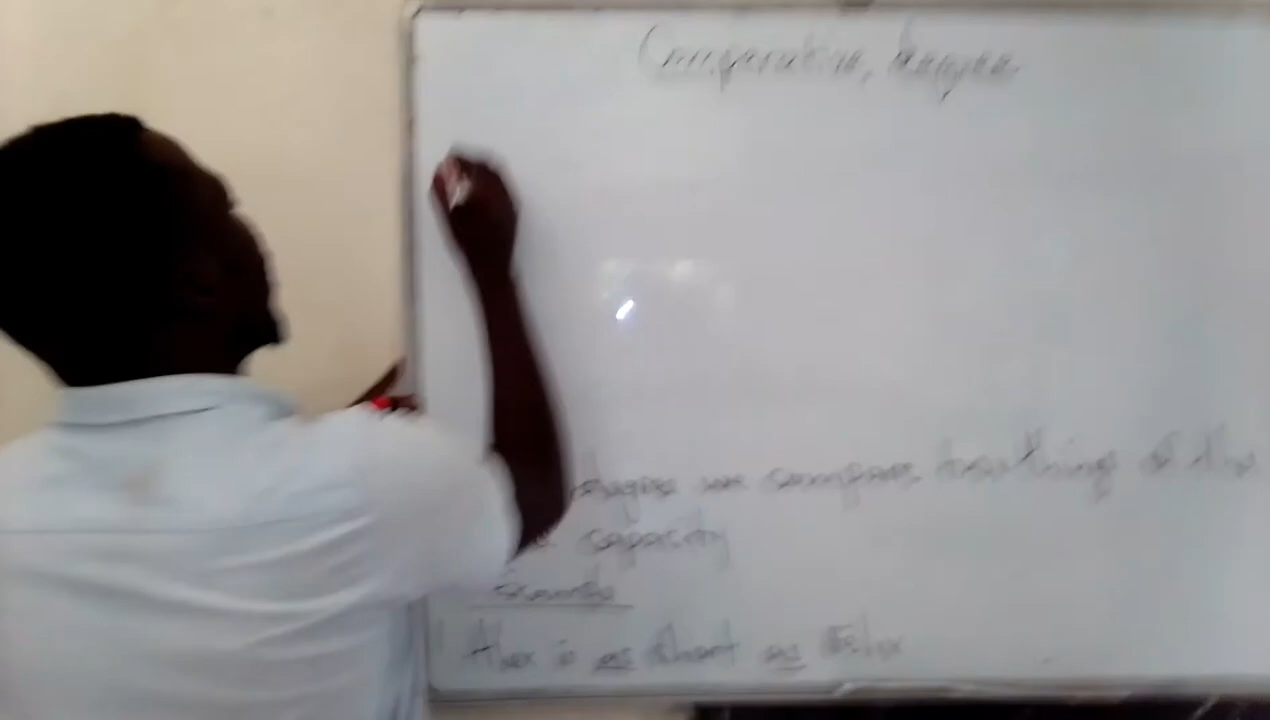 Comparative, degree
degree we compare two things of the
capacity
Alex is as short as Felix